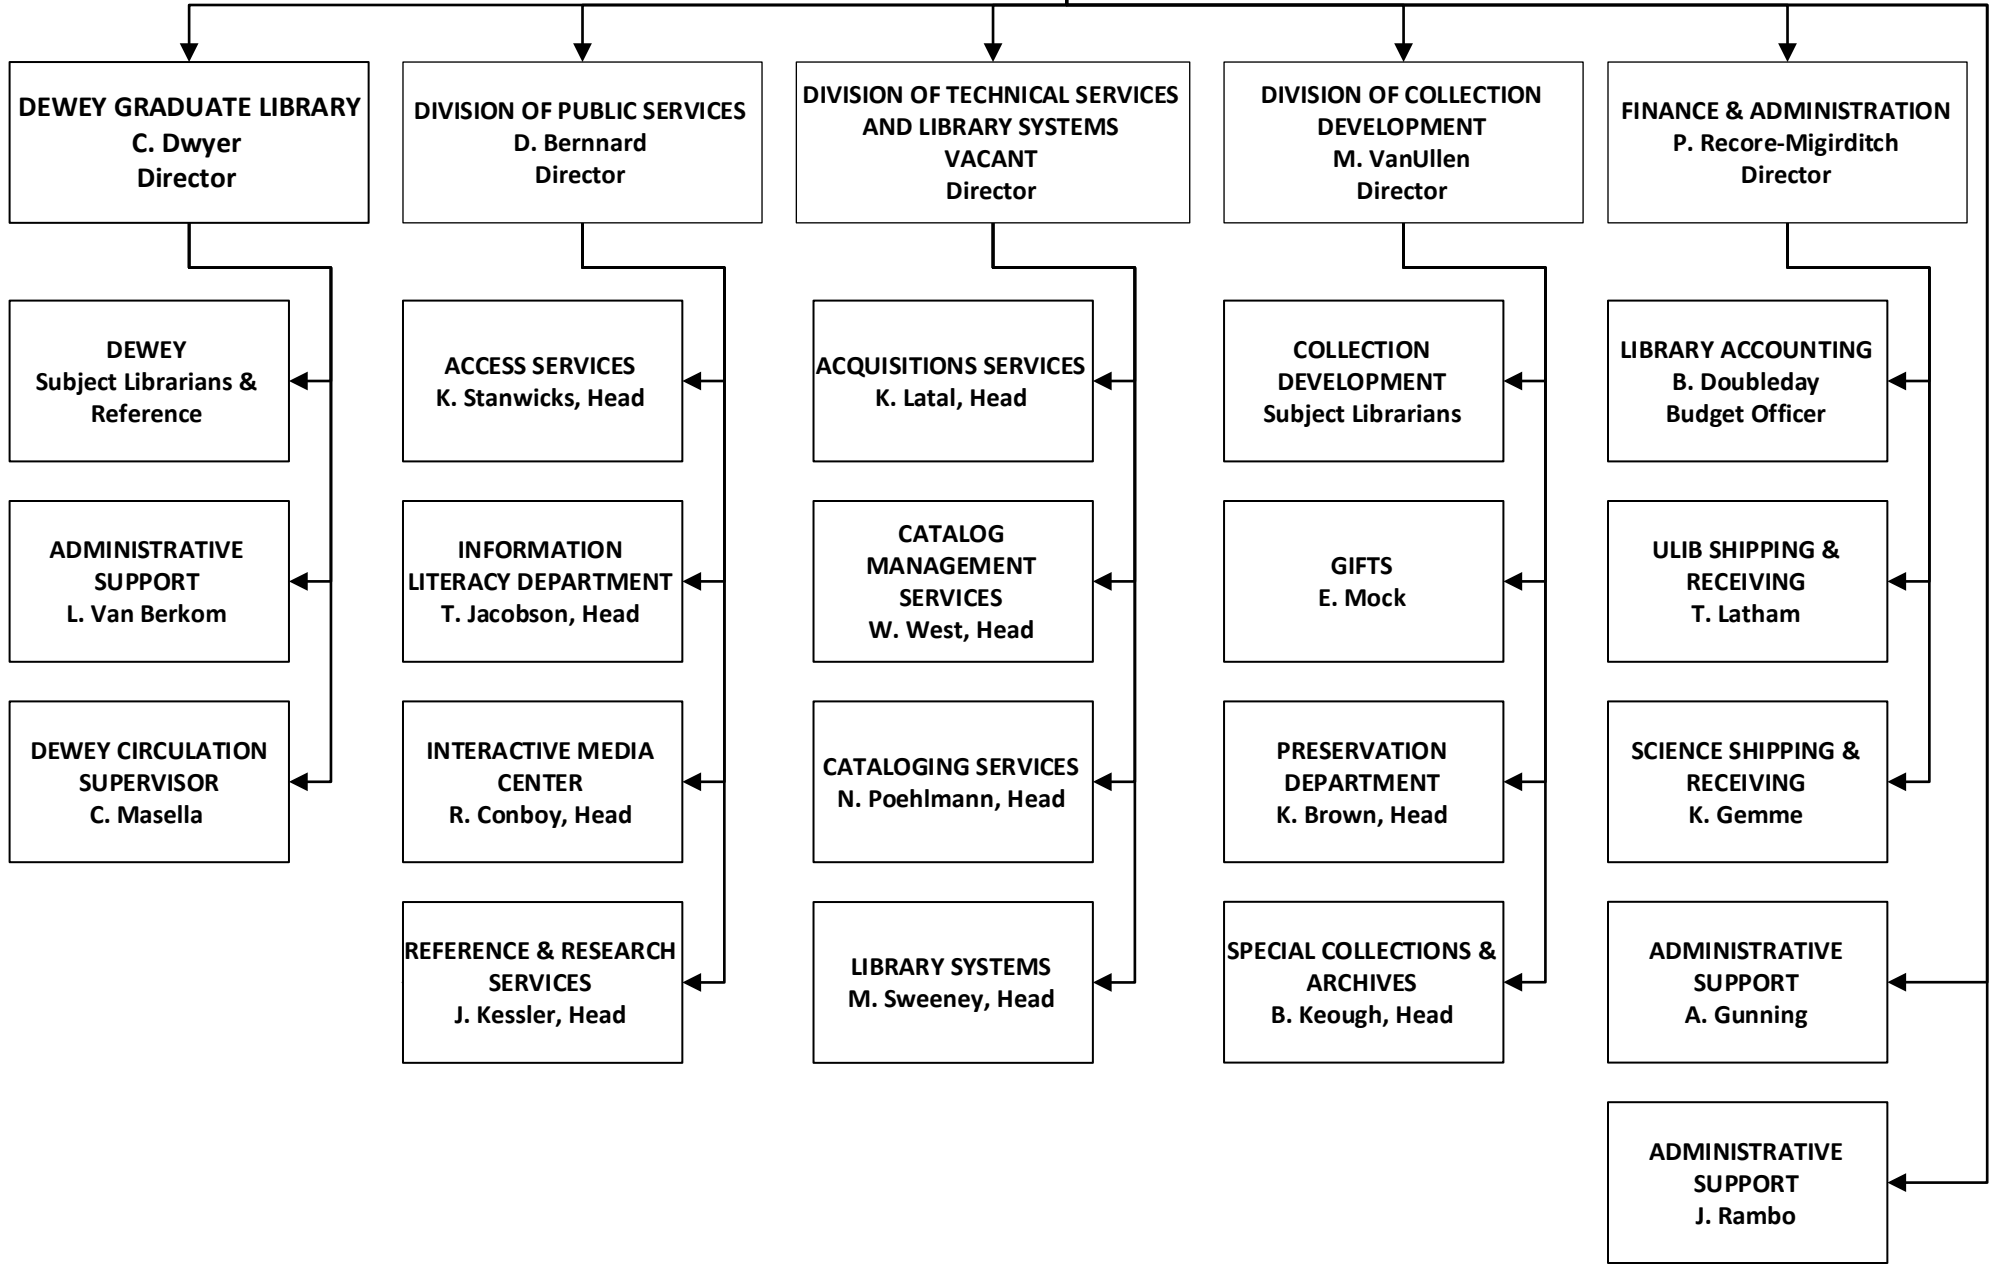 DEWEY GRADUATE LIBRARY
C. Dwyer
Director
DIVISION OF PUBLIC SERVICES
D. Bernnard
Director
DIVISION OF TECHNICAL SERVICES
AND LIBRARY SYSTEMS
VACANT
Director
DIVISION OF COLLECTION
DEVELOPMENT
M. VanUllen
Director
FINANCE & ADMINISTRATION
P. Recore-Migirditch
Director
DEWEY
Subject Librarians &
Reference
ACCESS SERVICES
K. Stanwicks, Head
ACQUISITIONS SERVICES
K. Latal, Head
COLLECTION
DEVELOPMENT
Subject Librarians
LIBRARY ACCOUNTING
B. Doubleday
Budget Officer
ADMINISTRATIVE
SUPPORT
L. Van Berkom
INFORMATION
LITERACY DEPARTMENT
T. Jacobson, Head
CATALOG
MANAGEMENT
SERVICES
W. West, Head
GIFTS
E. Mock
ULIB SHIPPING &
RECEIVING
T. Latham
DEWEY CIRCULATION
SUPERVISOR
C. Masella
INTERACTIVE MEDIA
CENTER
R. Conboy, Head
CATALOGING SERVICES
N. Poehlmann, Head
PRESERVATION
DEPARTMENT
K. Brown, Head
SCIENCE SHIPPING &
RECEIVING
K. Gemme
REFERENCE & RESEARCH
SERVICES
J. Kessler, Head
LIBRARY SYSTEMS
M. Sweeney, Head
SPECIAL COLLECTIONS &
ARCHIVES
B. Keough, Head
ADMINISTRATIVE
SUPPORT
A. Gunning
ADMINISTRATIVE
SUPPORT
J. Rambo